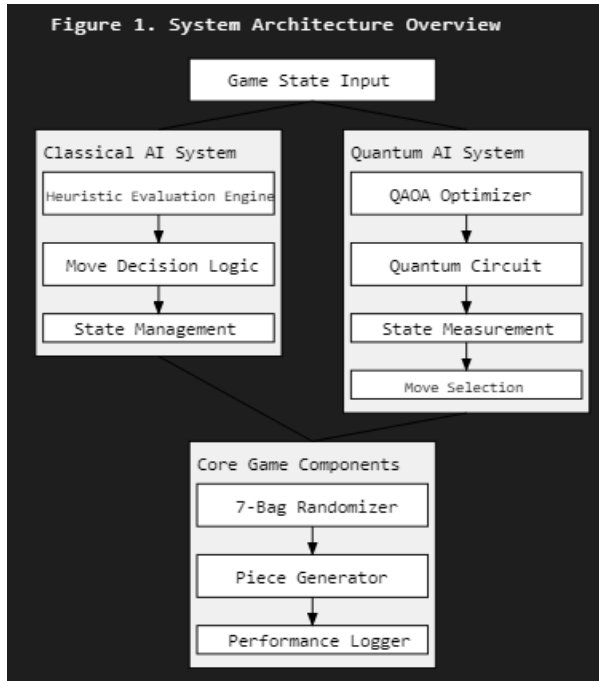 Figure 1. System Architecture Overview
Game State Input
Classical AI System
Heuristic Evaluation Engine
Move Decision Logic
State Management
Quantum AI System
QAOA Optimizer
Quantum Circuit
State Measurement
Move Selection
Core Game Components
7-Bag Randomizer
Piece Generator
Performance Logger